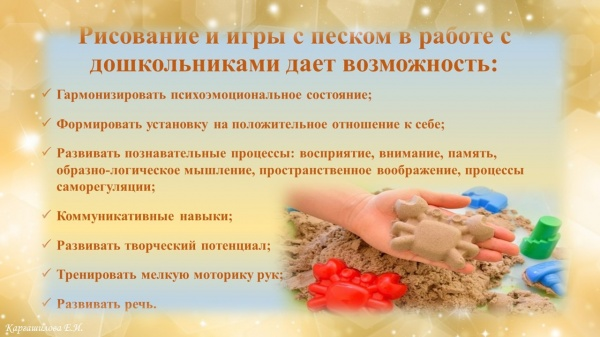 Рисование и игры с песком в работе с
дошкольниками дает возможность:
✓ Гармонизировать психоэмоциональное состояние;
✓ Формировать установку на положительное отношение к себе;
✓ Развивать познавательные процессы: восприятие, внимание, память,
образно-логическое мышление, пространственное воображение, процессы
саморегуляции;
✓ Коммуникативные навыки;
✓ Развивать творческий потенциал;
✓ Тренировать мелкую моторику рук;
✓ Развивать речь.
Карвашилова Е.Н.